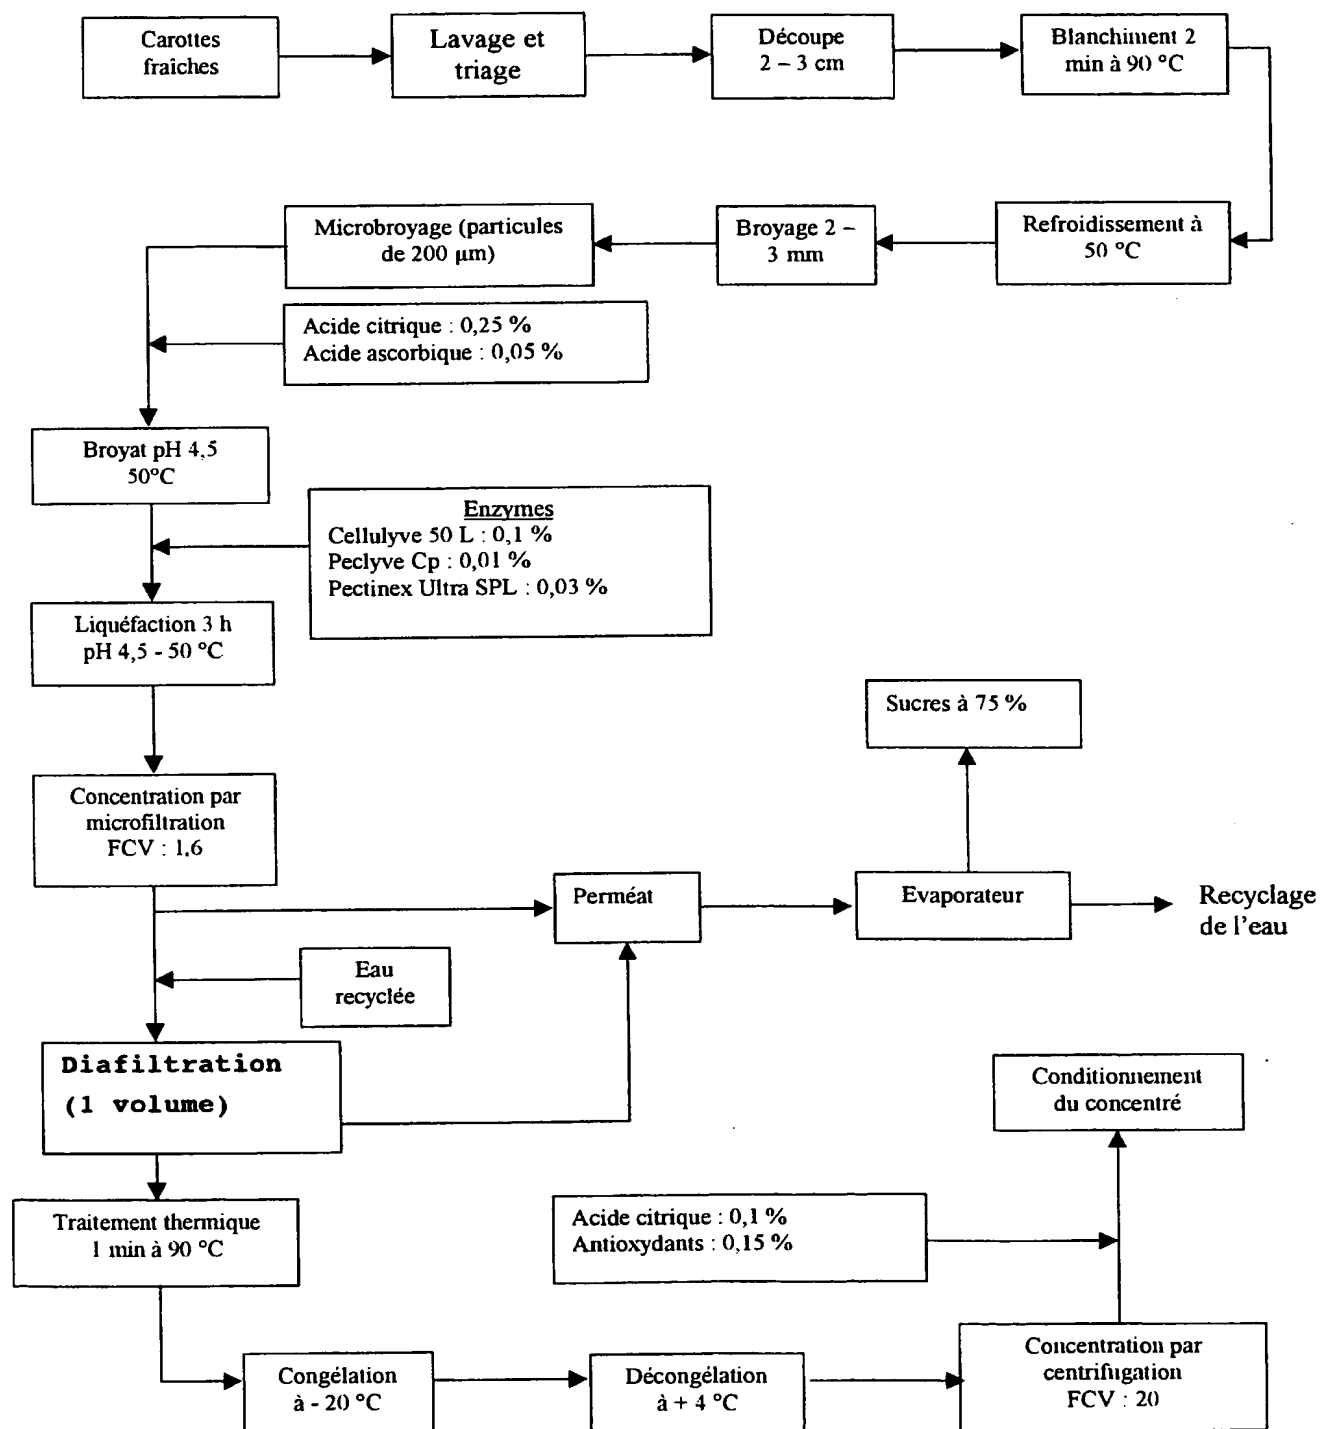 Carottes
fraîches
Lavage et
triage
Découpe
2 – 3 cm
Blanchiment 2
min à 90 °C
Refroidissement à
50 °C
Broyage 2 –
3 mm
Microbroyage (particules
de 200 µm)
Acide citrique : 0,25 %
Acide ascorbique : 0,05 %
Broyat pH 4,5
50°C
Enzymes
Cellulyve 50 L : 0,1 %
Peclyve Cp : 0,01 %
Pectinex Ultra SPL : 0,03 %
Liquéfaction 3 h
pH 4,5 - 50 °C
Concentration par
microfiltration
FCV : 1,6
Sucres à 75 %
Perméat
Evaporateur
Recyclage
de l'eau
Eau
recyclée
Diafiltration
(1 volume)
Traitement thermique
1 min à 90 °C
Congélation
à - 20 °C
Décongélation
à + 4 °C
Concentration par
centrifugation
FCV : 20
Acide citrique : 0,1 %
Antioxydants : 0,15 %
Conditionnement
du concentré